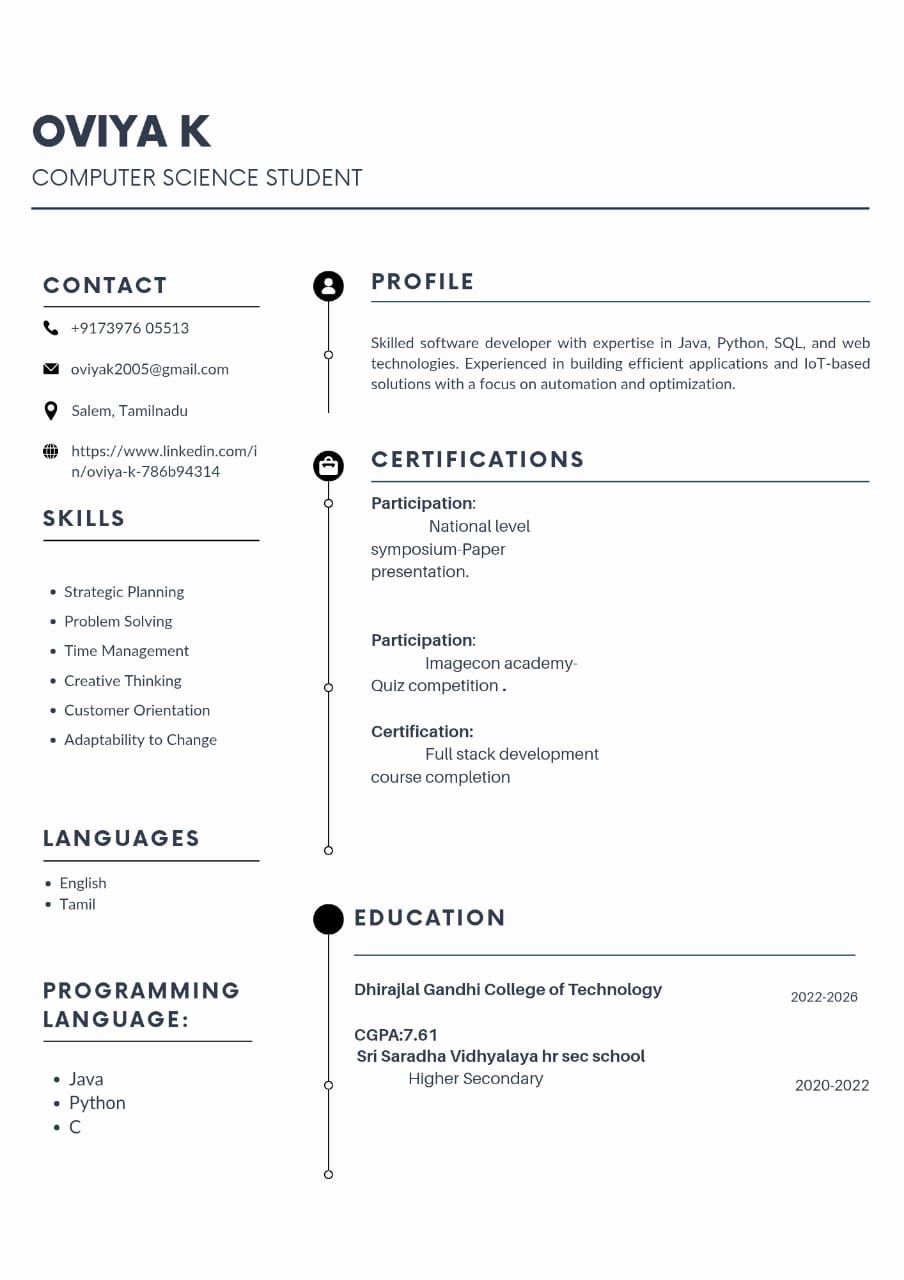 OVIYA K
COMPUTER SCIENCE STUDENT
CONTACT
+9173976 05513
oviyak2005@gmail.com
Salem, Tamilnadu
https://www.linkedin.com/i
n/oviya-k-786b94314
SKILLS
• Strategic Planning
• Problem Solving
• Time Management
• Creative Thinking
• Customer Orientation
• Adaptability to Change
LANGUAGES
• English
• Tamil
PROGRAMMING
LANGUAGE:
• Java
• Python
• C
PROFILE
Skilled software developer with expertise in Java, Python, SQL, and web
technologies. Experienced in building efficient applications and IoT-based
solutions with a focus on automation and optimization.
CERTIFICATIONS
Participation:
National level
symposium-Paper
presentation.
Participation:
Imagecon academy-
Quiz competition .
Certification:
Full stack development
course completion
EDUCATION
Dhirajlal Gandhi College of Technology
2022-2026
CGPA:7.61
Sri Saradha Vidhyalaya hr sec school
Higher Secondary
2020-2022